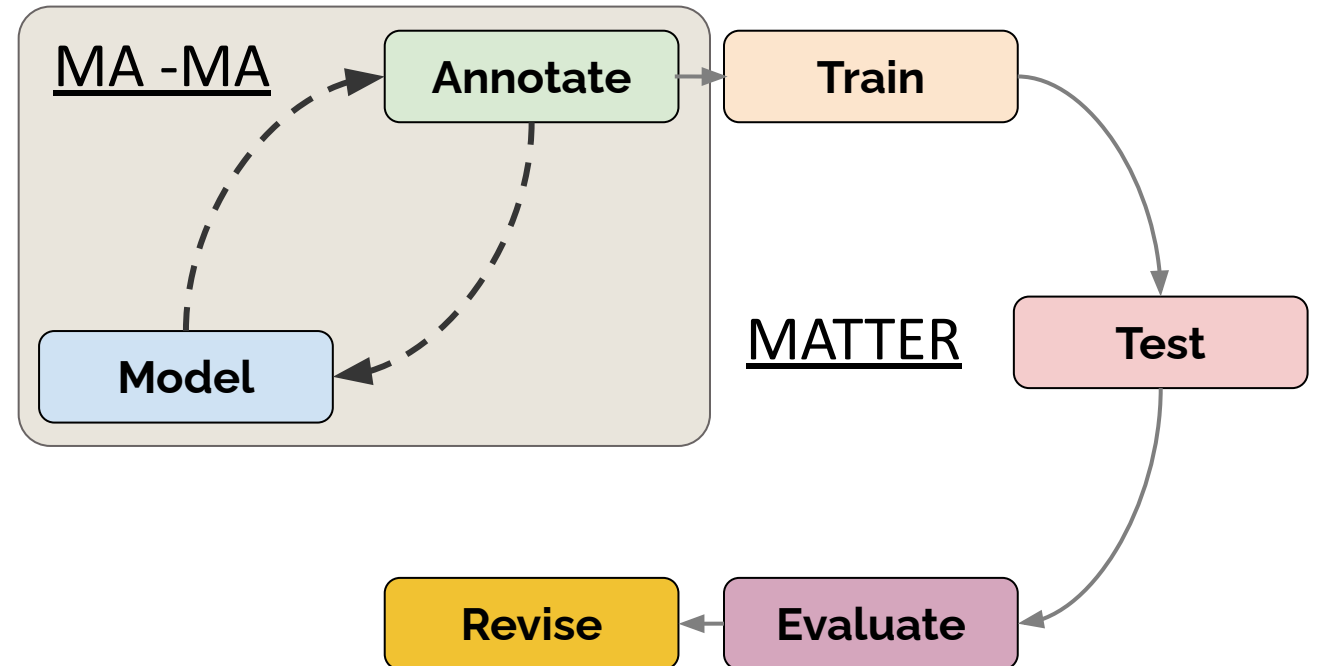 MA -MA
Annotate
Train
MATTER
Test
Model
Revise
Evaluate